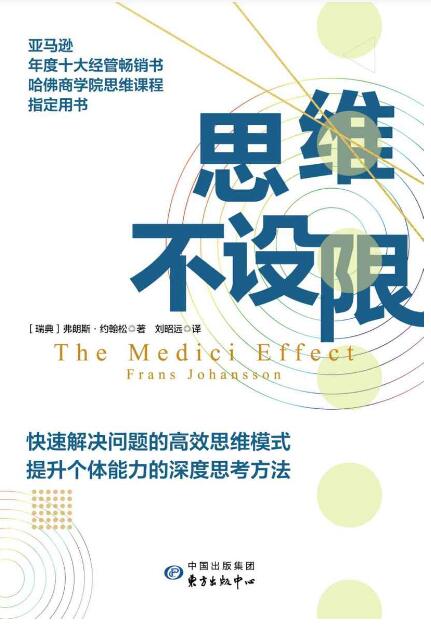 亚马逊
年度十大经管畅销书
哈佛商学院思维课程
指定用书
思维
不设限
[瑞典]弗朗斯·约翰松◎著 刘昭远◎译
The Medici Effect
Frans Johansson
快速解决问题的高效思维模式
提升个体能力的深度思考方法
中国出版集团
东方出版中心